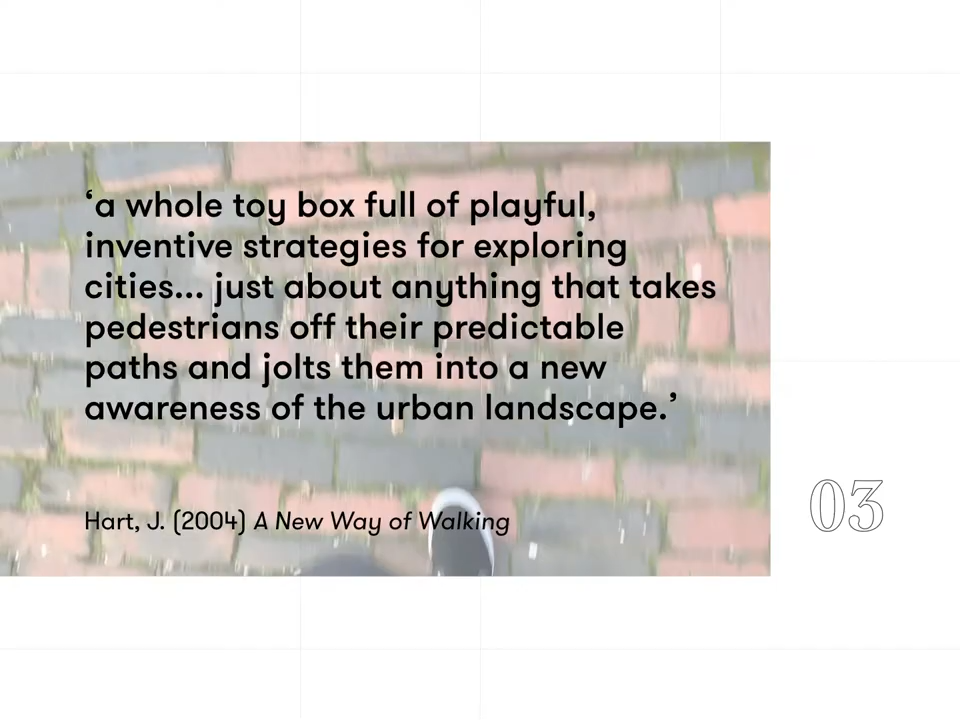 ‘a whole toy box full of playful,
inventive strategies for exploring
cities... just about anything that takes
pedestrians off their predictable
paths and jolts them into a new
awareness of the urban landscape.’
Hart, J. (2004) A New Way of Walking
03